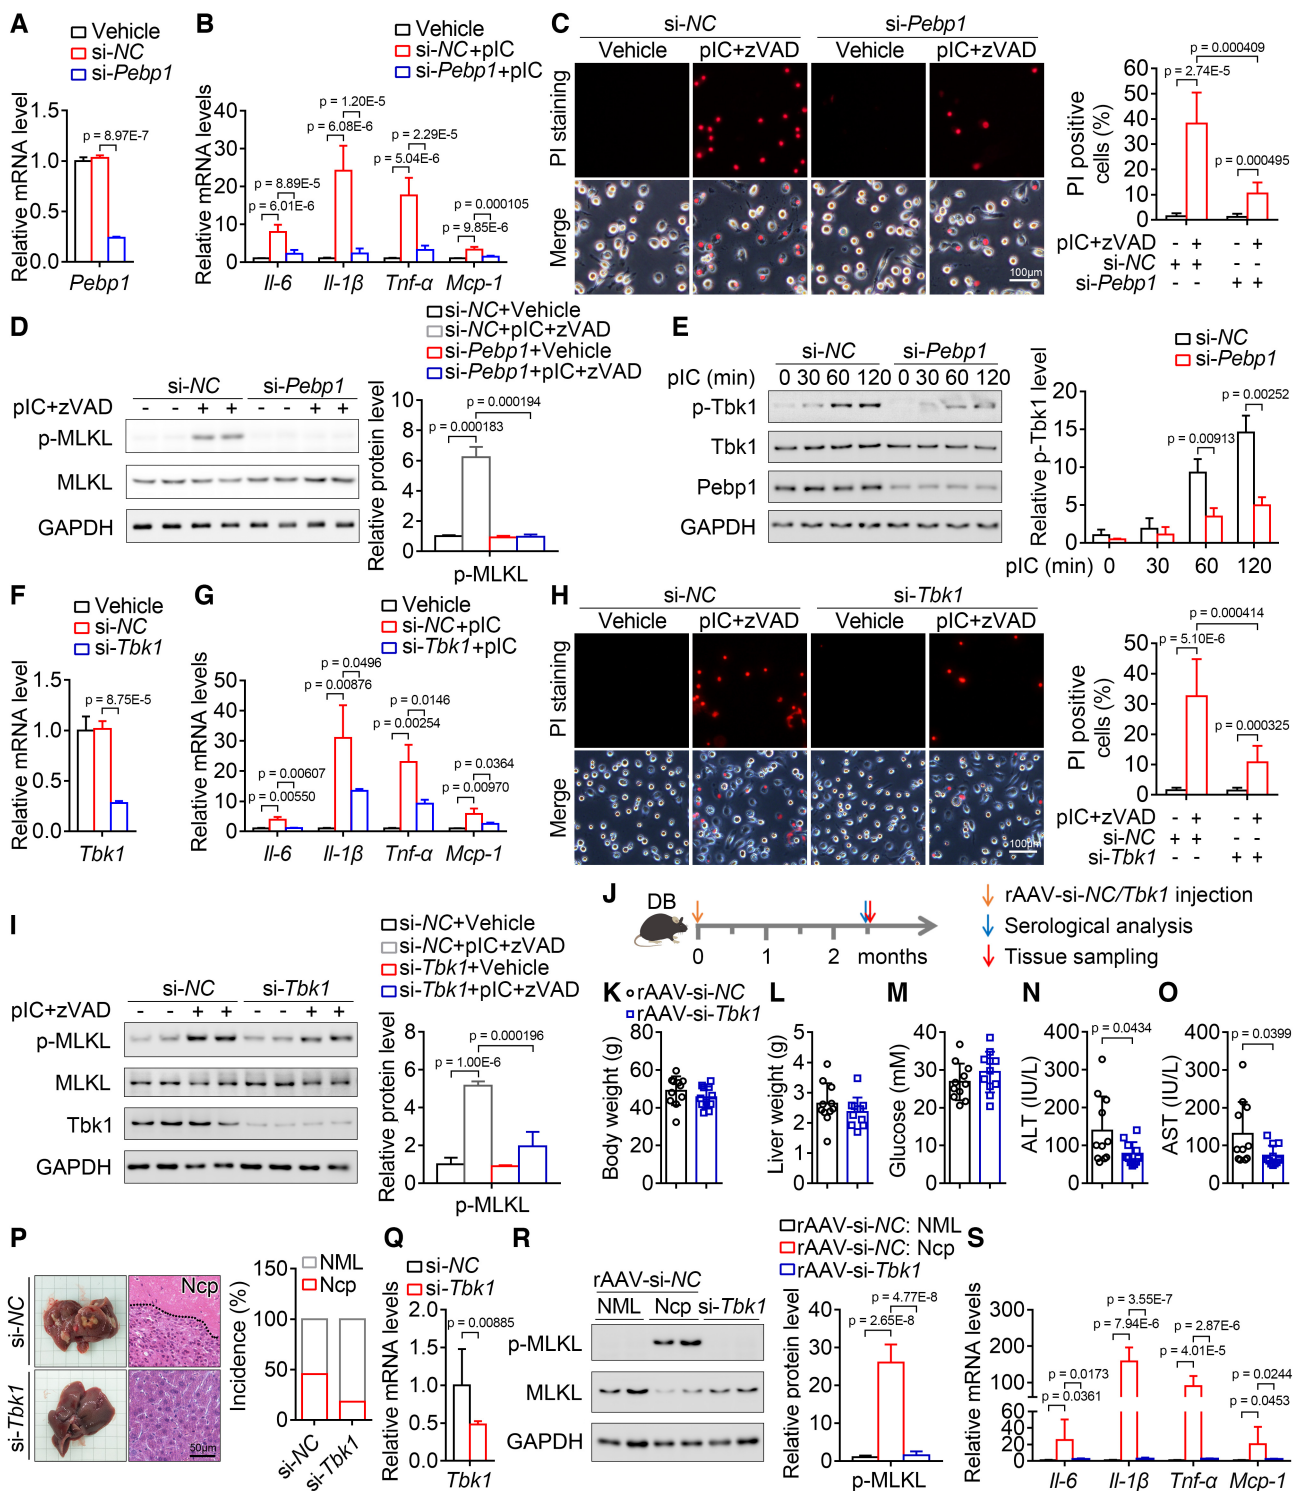 A
Vehicle
si-NC
si-Pebp1
Relative mRNA level
1.5
1.0
0.5
0.0
p = 8.97E-7
Pebp1
B
Vehicle
si-NC+pIC
si-Pebp1+pIC
Relative mRNA levels
40
30
20
10
0
p = 8.89E-5
p = 6.01E-6
p = 1.20E-5
p = 6.08E-6
p = 2.29E-5
p = 5.04E-6
p = 0.000105
p = 9.85E-6
Il-6 Il-1β Tnf-α Mcp-1
C
si-NC si-Pebp1
Vehicle pIC+zVAD Vehicle pIC+zVAD
PI staining
Merge
100μm
PI positive
cells (%)
60
50
40
30
20
10
0
p = 0.000409
p = 2.74E-5
p = 0.000495
pIC+zVAD - + - +
si-NC + + - -
si-Pebp1 - - + +
D
si-NC+Vehicle
si-NC+pIC+zVAD
si-Pebp1+Vehicle
si-Pebp1+pIC+zVAD
si-NC si-Pebp1
pIC+zVAD - - + + - - + +
p-MLKL
MLKL
GAPDH
Relative protein level
10
8
6
4
2
0
p = 0.000194
p = 0.000183
p-MLKL
E
si-NC si-Pebp1
pIC (min) 0 30 60 120 0 30 60 120
p-Tbk1
Tbk1
Pebp1
GAPDH
si-NC
si-Pebp1
Relative p-Tbk1 level
20
15
10
5
0
p = 0.00252
p = 0.00913
pIC (min) 0 30 60 120
F
Vehicle
si-NC
si-Tbk1
Relative mRNA level
1.5
1.0
0.5
0.0
p = 8.75E-5
Tbk1
G
Vehicle
si-NC+pIC
si-Tbk1+pIC
Relative mRNA levels
50
40
30
20
10
0
p = 0.00607
p = 0.00550
p = 0.0496
p = 0.00876
p = 0.0146
p = 0.00254
p = 0.0364
p = 0.00970
Il-6 Il-1β Tnf-α Mcp-1
H
si-NC si-Tbk1
Vehicle pIC+zVAD Vehicle pIC+zVAD
PI staining
Merge
100μm
PI positive
cells (%)
50
40
30
20
10
0
p = 0.000414
p = 5.10E-6
p = 0.000325
pIC+zVAD - + - +
si-NC + + - -
si-Tbk1 - - + +
I
si-NC+Vehicle
si-NC+pIC+zVAD
si-Tbk1+Vehicle
si-Tbk1+pIC+zVAD
si-NC si-Tbk1
pIC+zVAD - - + + - - + +
p-MLKL
MLKL
Tbk1
GAPDH
Relative protein level
8
6
4
2
0
p = 0.000196
p = 1.00E-6
p-MLKL
J
DB
0 1 2 months
rAAV-si-NC/Tbk1 injection
Serological analysis
Tissue sampling
K
rAAV-si-NC
rAAV-si-Tbk1
Body weight (g)
80
60
40
20
0
L
Liver weight (g)
5
4
3
2
1
0
M
Glucose (mM)
40
30
20
10
0
N
ALT (IU/L)
400
300
200
100
0
p = 0.0434
O
AST (IU/L)
400
300
200
100
0
p = 0.0399
P
si-NC
si-Tbk1
Ncp
50μm
NML
Ncp
Incidence (%)
150
100
50
0
si-NC
si-Tbk1
Q
si-NC
si-Tbk1
Relative mRNA levels
2.0
1.5
1.0
0.5
0.0
p = 0.00885
Tbk1
R
rAAV-si-NC
NML Ncp si-Tbk1
p-MLKL
MLKL
GAPDH
rAAV-si-NC: NML
rAAV-si-NC: Ncp
rAAV-si-Tbk1
Relative protein level
40
30
20
10
0
p = 4.77E-8
p = 2.65E-8
p-MLKL
S
Relative mRNA levels
300
200
100
60
40
20
0
p = 0.0173
p = 0.0361
p = 3.55E-7
p = 7.94E-6
p = 2.87E-6
p = 4.01E-5
p = 0.0244
p = 0.0453
Il-6 Il-1β Tnf-α Mcp-1